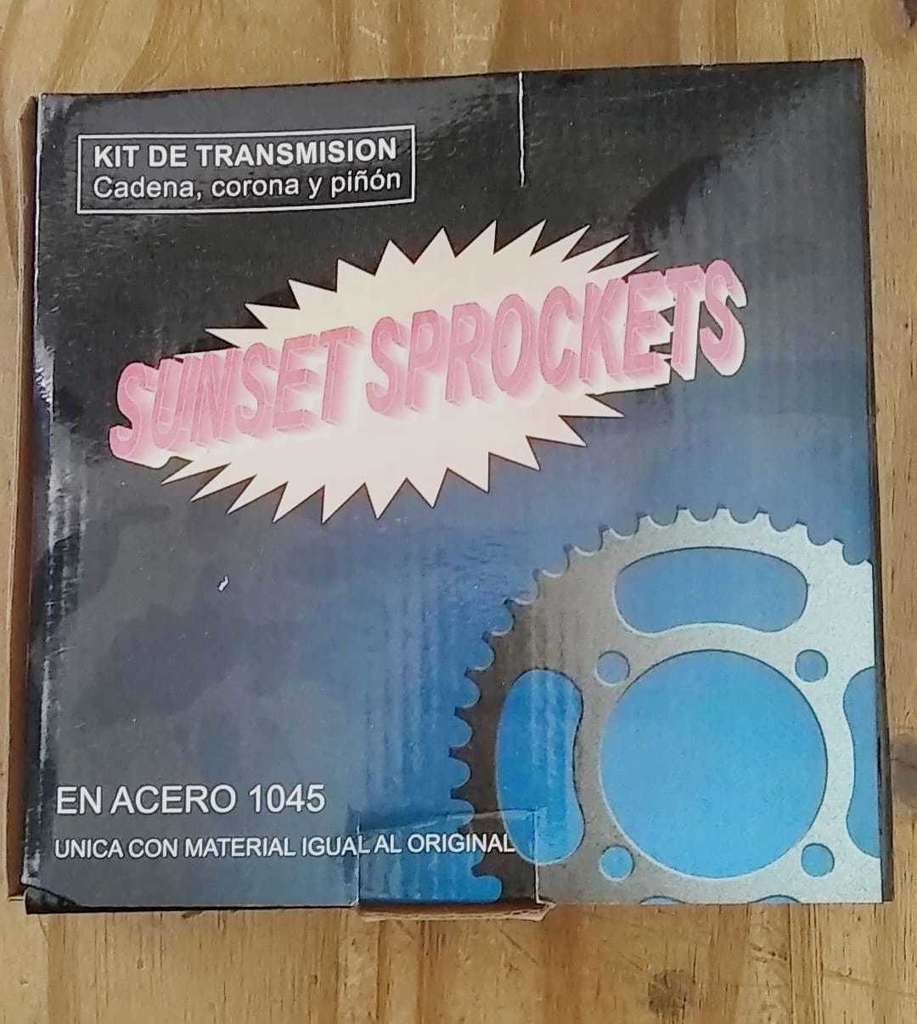 KIT DE TRANSMISION
Cadena, corona y piñón
SUNSET SPROCKETS
EN ACERO 1045
UNICA CON MATERIAL IGUAL AL ORIGINAL